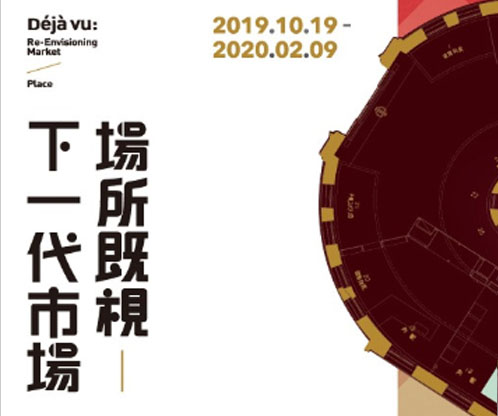 Déjà vu:
Re-Envisioning
Market
Place
2019.10.19 –
2020.02.09
場所既視
下一代市場